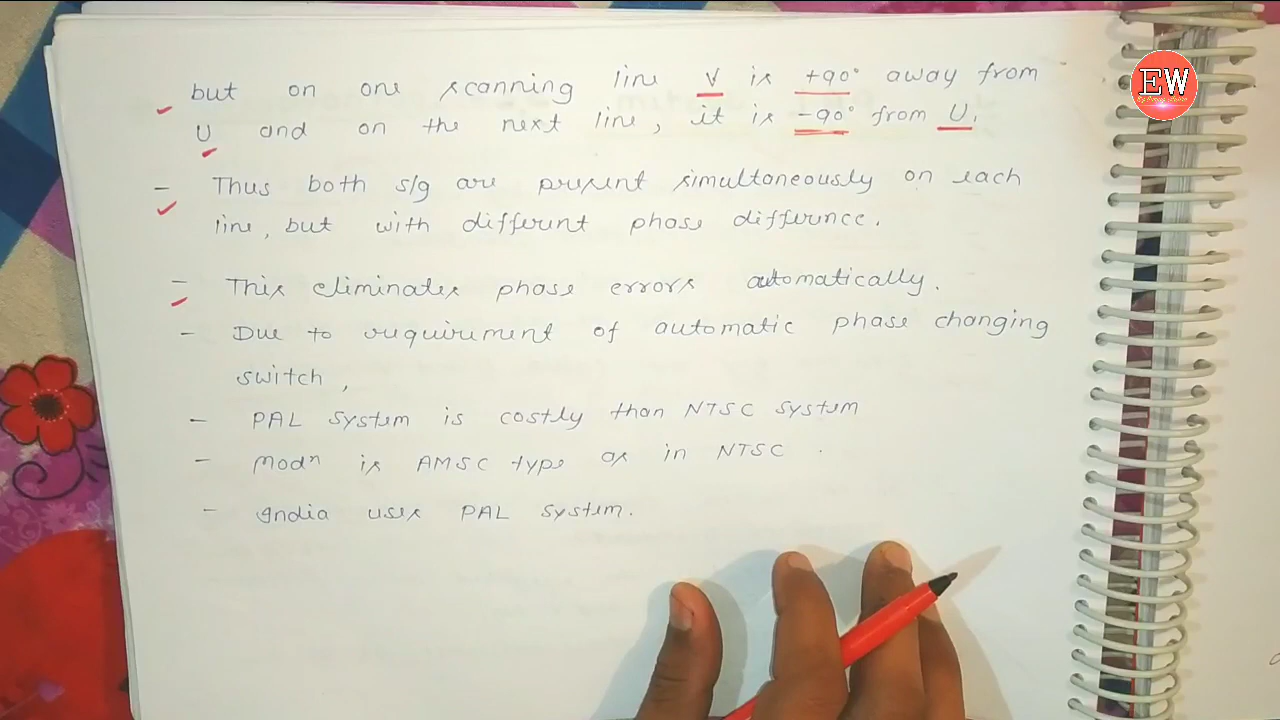 but on one scanning line V is +90° away from
U and on the next line, it is -90° from U.
- Thus both s/g are present simultaneously on each
line, but with different phase difference.
- This eliminates phase errors automatically.
- Due to requirement of automatic phase changing
switch,
- PAL system is costly than NTSC system
- Modⁿ is AMSC type as in NTSC
- India uses PAL system.
EW